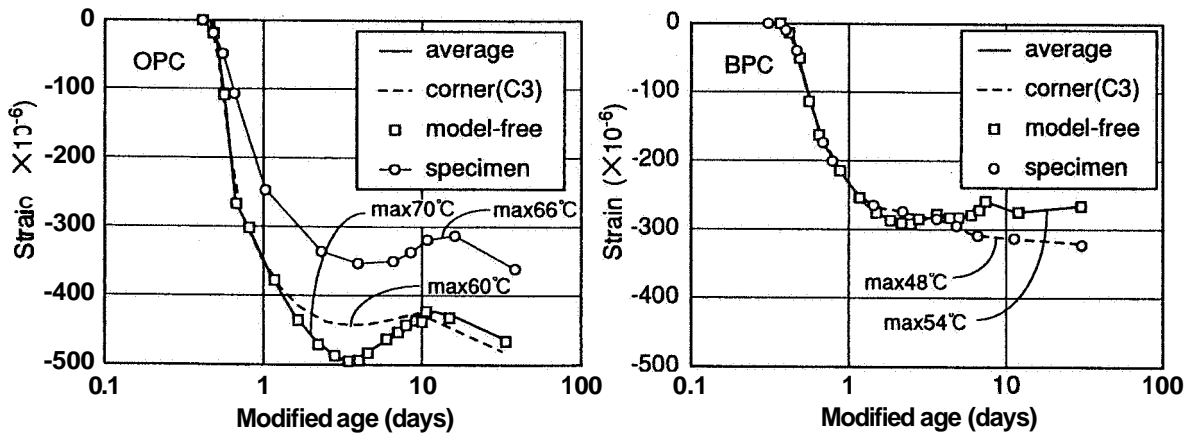 0
-100
-200
-300
-400
-500
Strain ×10⁻⁶)
OPC
average
corner(C3)
model-free
specimen
max70℃
max66℃
max60℃
0.1
1
10
100
Modified age (days)
0
-100
-200
-300
-400
-500
Strain (×10⁻⁶)
BPC
average
corner(C3)
model-free
specimen
max48℃
max54℃
0.1
1
10
100
Modified age (days)